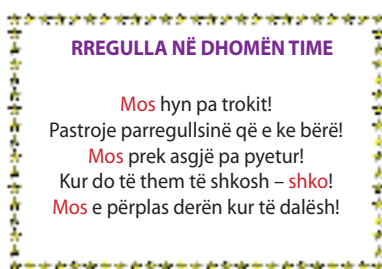 RREGULLA NË DHOMËN TIME
Mos hyn pa trokit!
Pastroje parregullsinë që e ke bërë!
Mos prek asgjë pa pyetur!
Kur do të them të shkosh – shko!
Mos e përplas derën kur të dalësh!